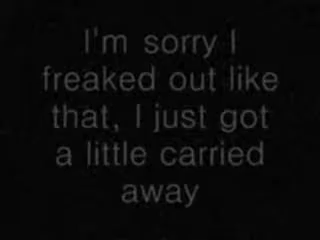 I'm sorry I
freaked out like
that, I just got
a little carried
away